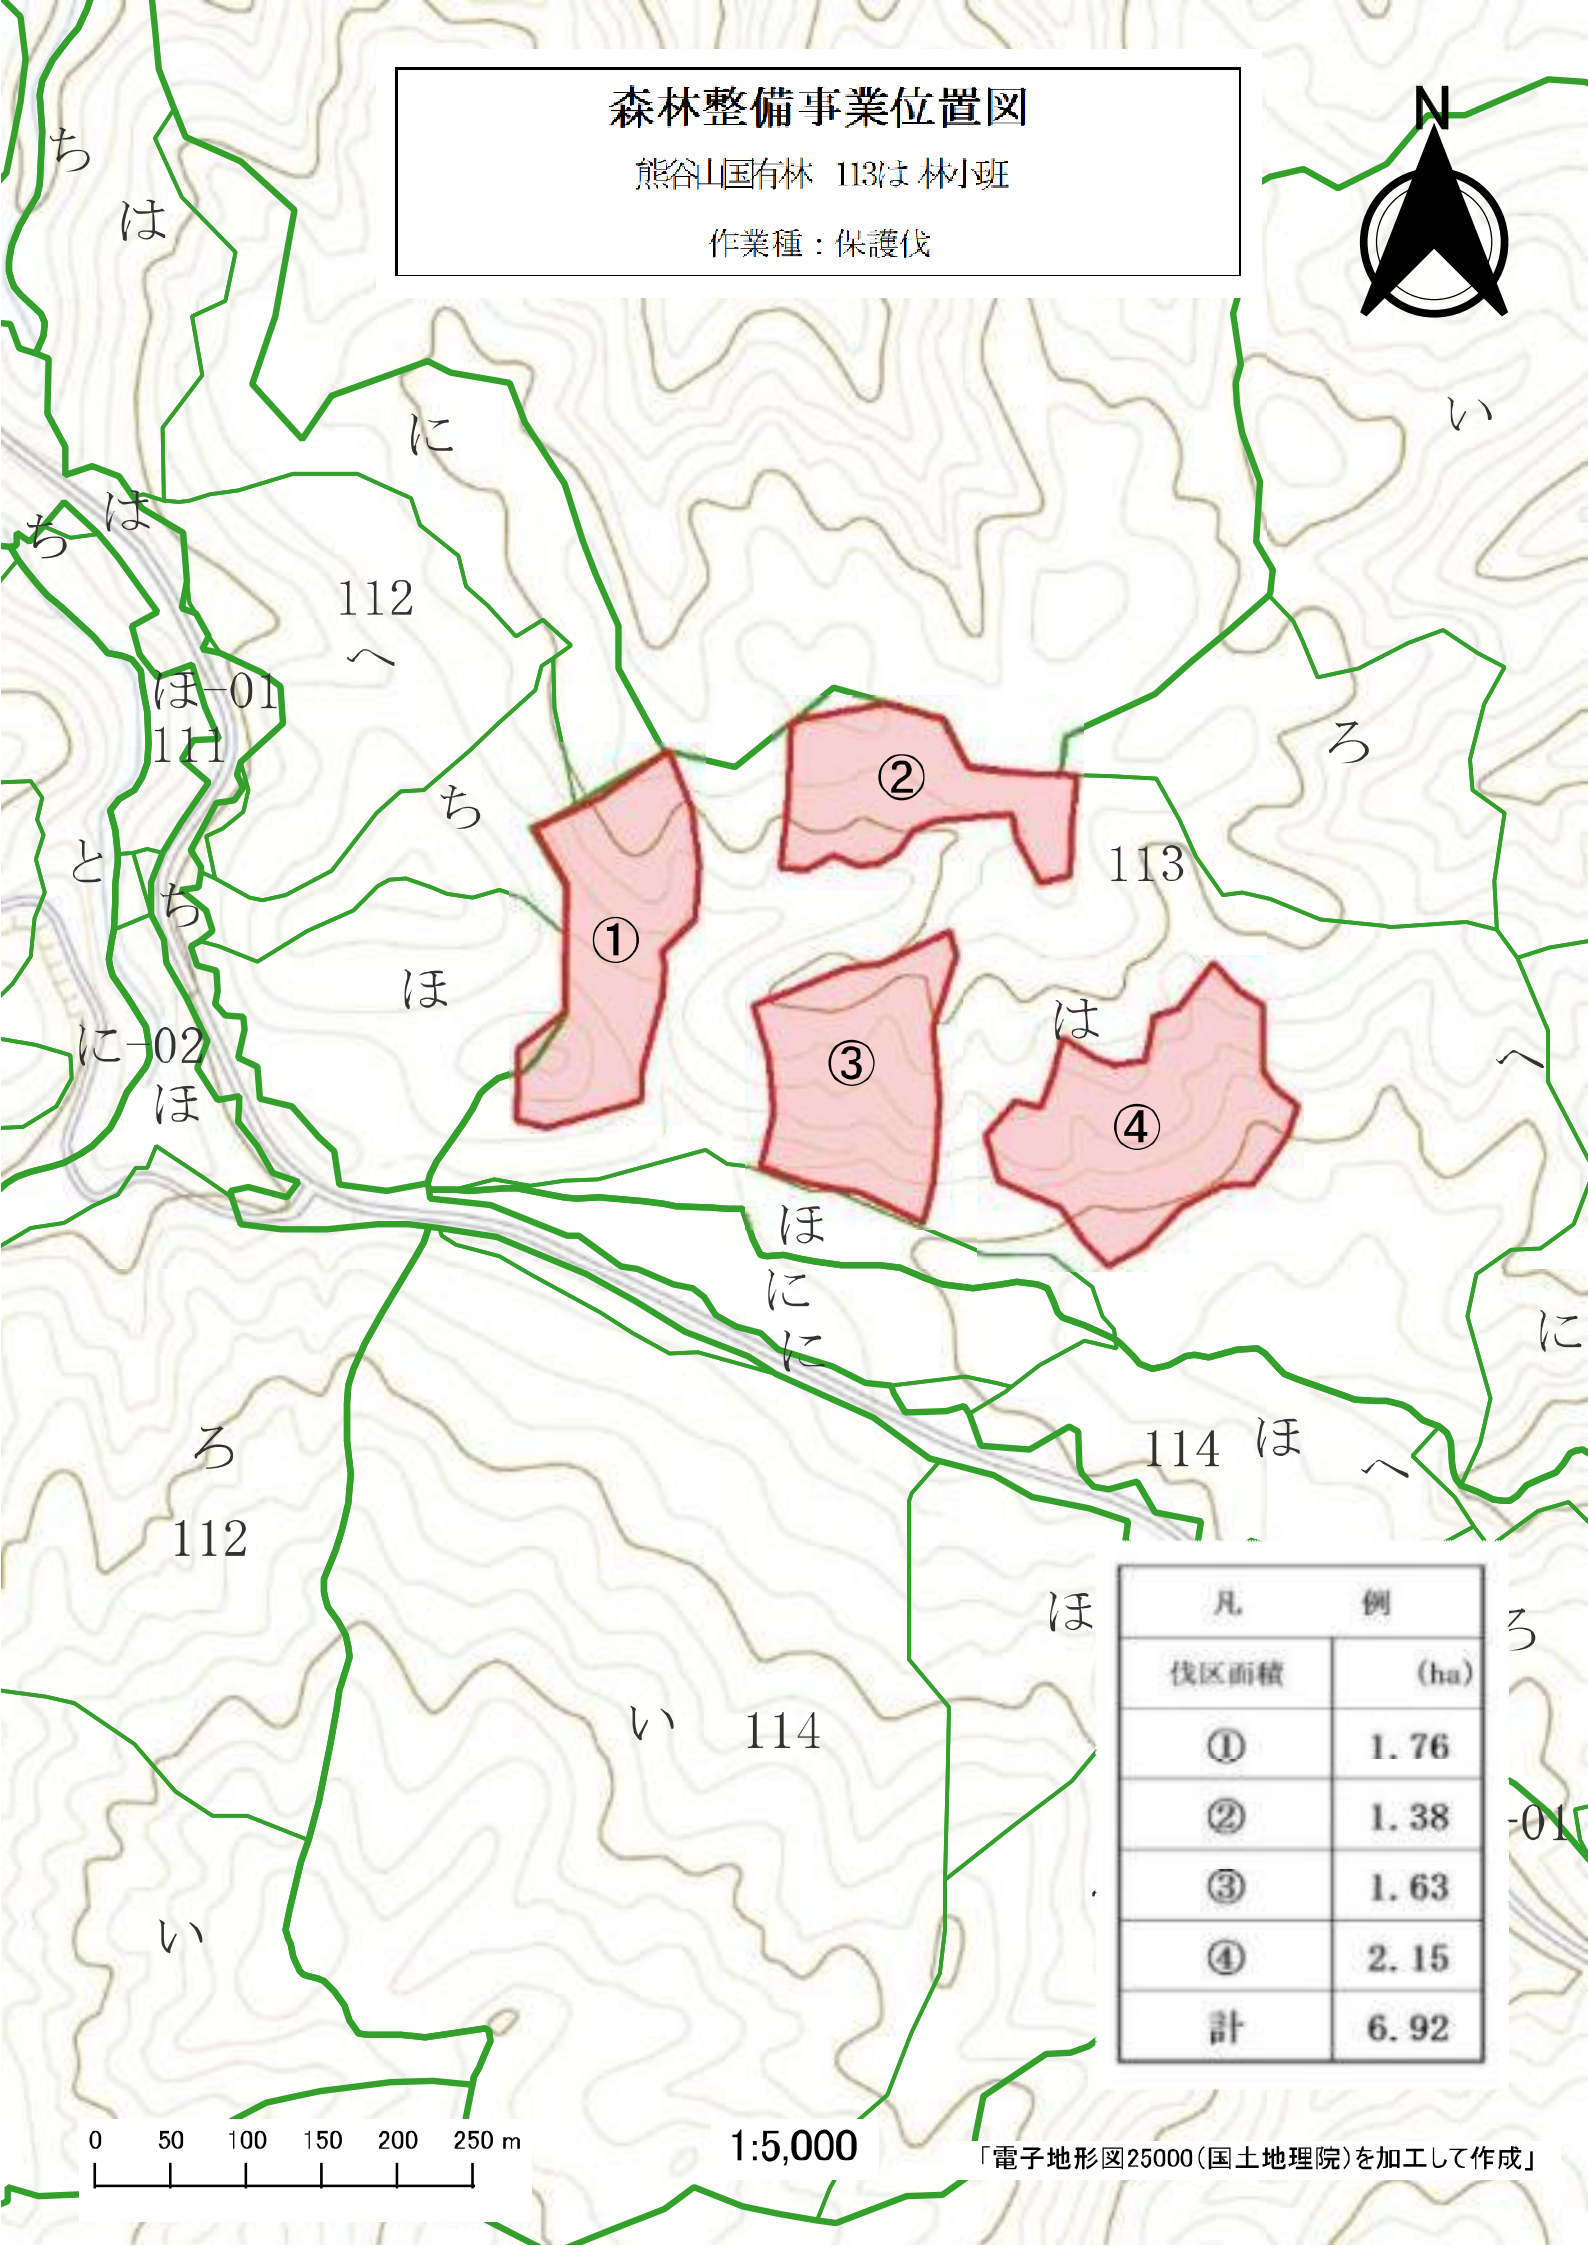 森林整備事業位置図
熊谷山国有林 113は 林小班
作業種：保護伐
N
ち
は
に
い
は
ち
112
へ
ほ-01
111
ろ
②
ち
と
113
ち
①
ほ
は
に-02
③
へ
ほ
④
ほ
に
に
に
ろ
114 ほ
へ
112
ほ
ろ
い 114
-01
い
凡 例
伐区面積 (ha)
① 1.76
② 1.38
③ 1.63
④ 2.15
計 6.92
0 50 100 150 200 250 m
1:5,000
「電子地形図25000(国土地理院)を加工して作成」